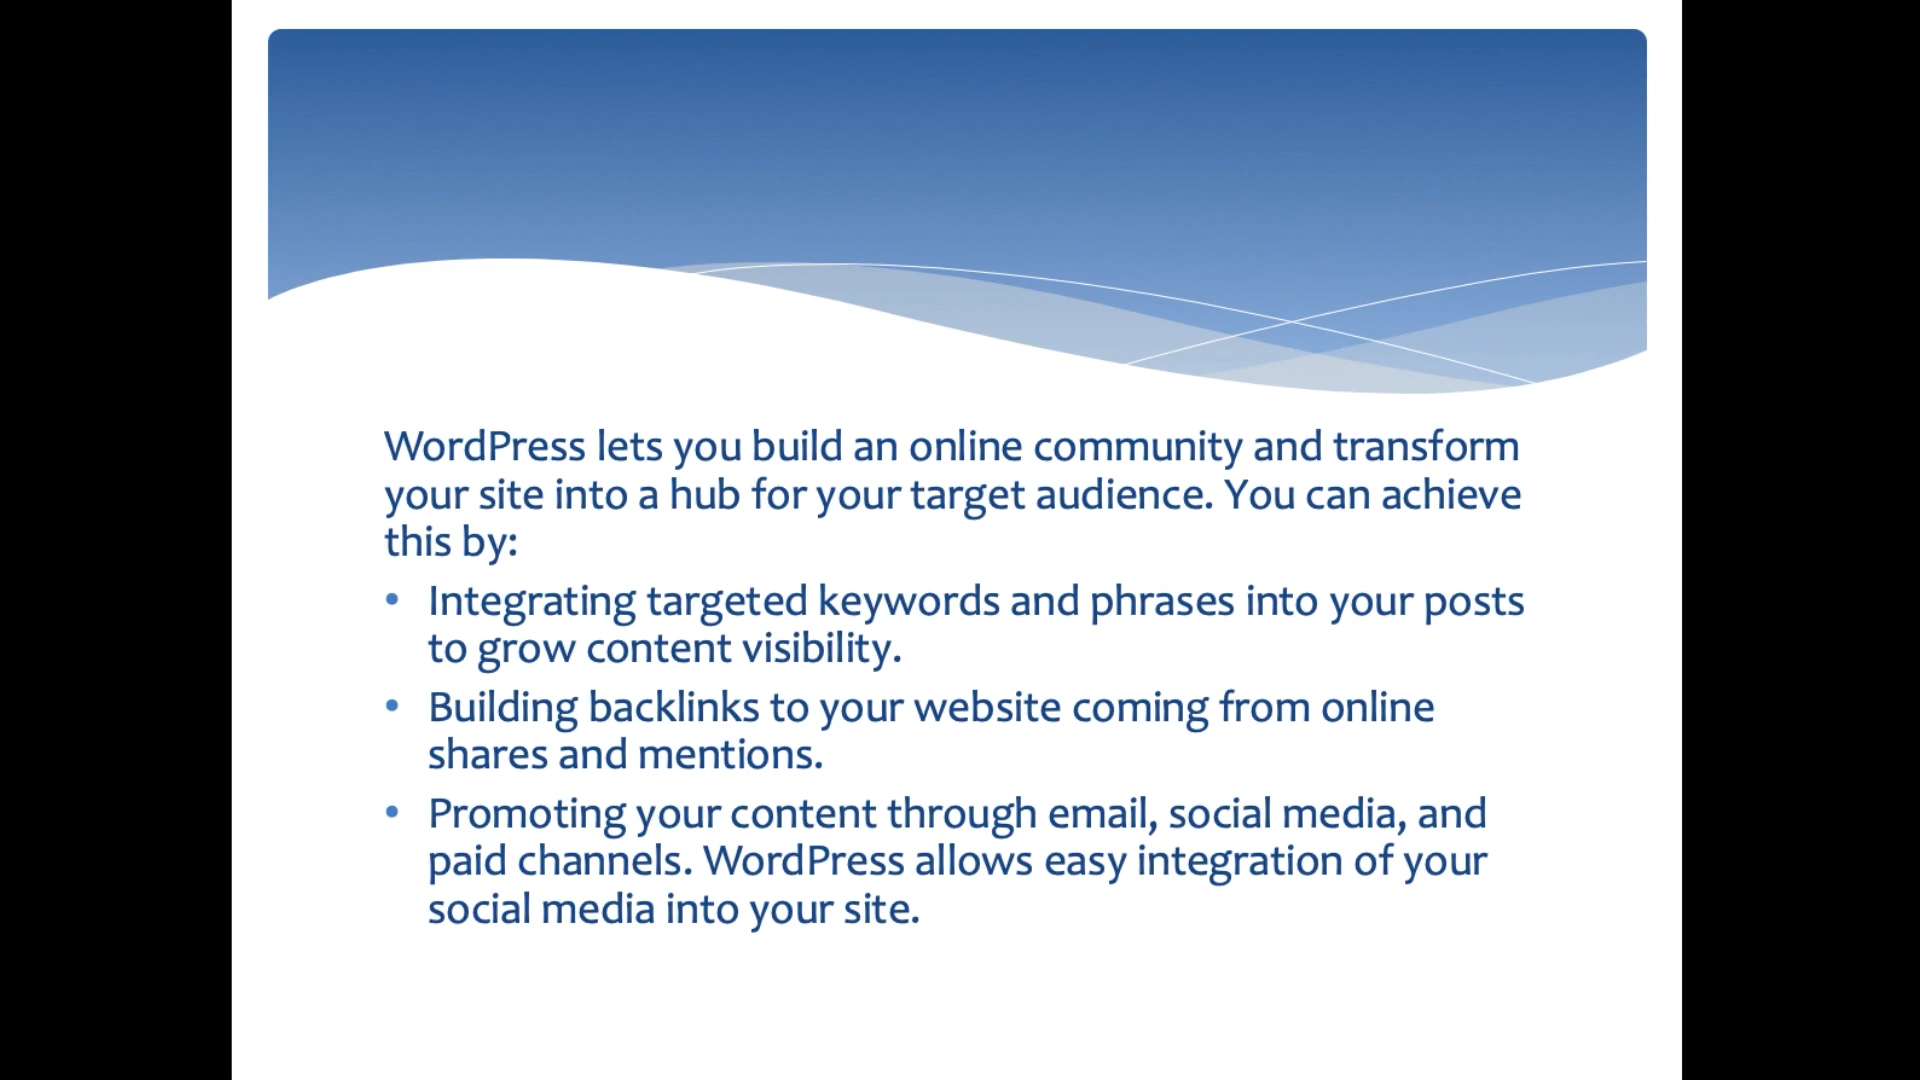 WordPress lets you build an online community and transform
your site into a hub for your target audience. You can achieve
this by:
• Integrating targeted keywords and phrases into your posts
to grow content visibility.
• Building backlinks to your website coming from online
shares and mentions.
• Promoting your content through email, social media, and
paid channels. WordPress allows easy integration of your
social media into your site.